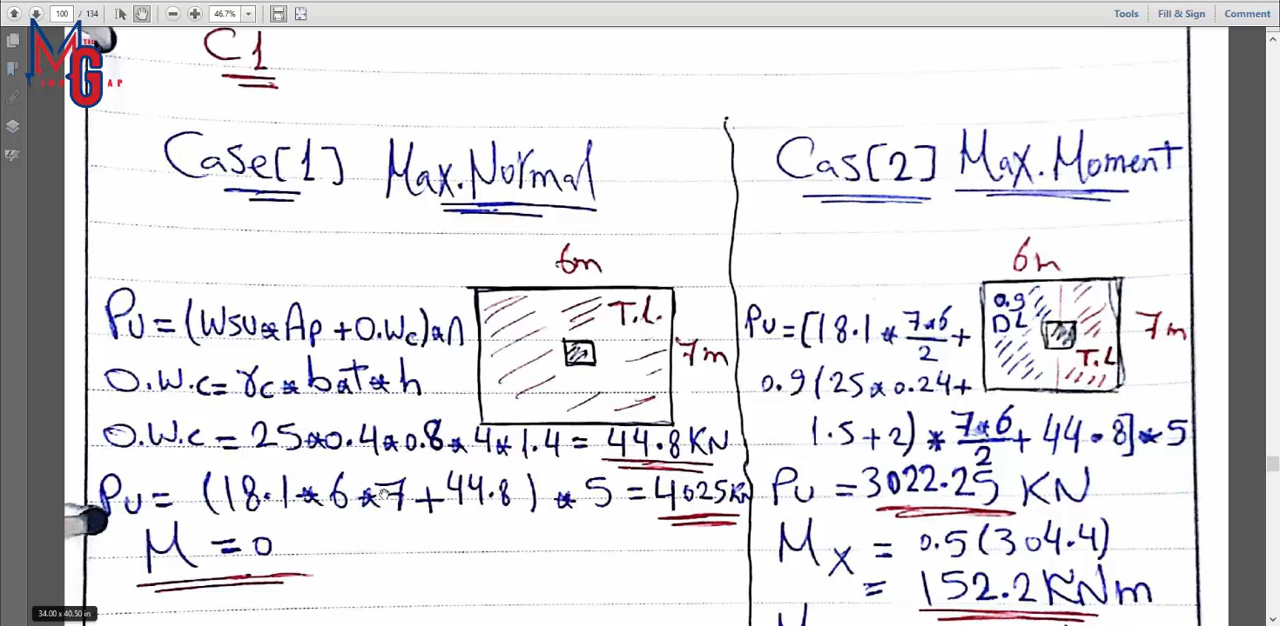 100 / 134
46.7%
Tools
Fill & Sign
Comment
MG
C1
Case[1] Max.Normal
6m
T.L.
7m
Pu = (Wsu * Ap + O.Wc) * n
O.W.C = γc * b * t * h
O.W.C = 25*0.4*0.8*4*1.4 = 44.8 KN
Pu = (18.1*6*7+44.8) * 5 = 4025 KN
M = 0
Cas[2] Max.Moment
6m
0.9 DL
T.L
7m
Pu = [18.1 * 7*6/2 +
0.9(25*0.24+
1.5+2) * 7*6/2 + 44.8] * 5
Pu = 3022.25 KN
Mx = 0.5(304.4)
= 152.2 KNm
34.00 x 40.50 in